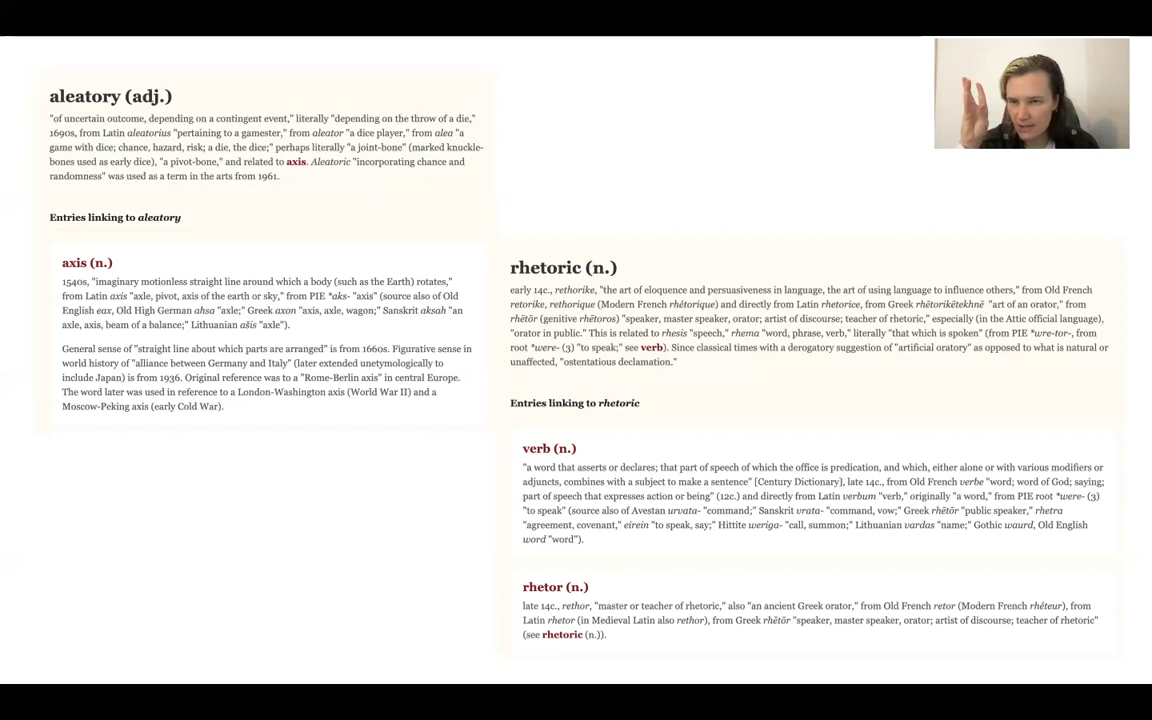 aleatory (adj.)
"of uncertain outcome, depending on a contingent event," literally "depending on the throw of a die,"
1690s, from Latin aleatorius "pertaining to a gamester," from aleator "a dice player," from alea "a
game with dice; chance, hazard, risk; a die, the dice;" perhaps literally "a joint-bone" (marked knuckle-
bones used as early dice), "a pivot-bone," and related to axis. Aleatoric "incorporating chance and
randomness" was used as a term in the arts from 1961.
Entries linking to aleatory
axis (n.)
1540s, "imaginary motionless straight line around which a body (such as the Earth) rotates,"
from Latin axis "axle, pivot, axis of the earth or sky," from PIE *aks- "axis" (source also of Old
English eax, Old High German ahsa "axle;" Greek axon "axis, axle, wagon;" Sanskrit aksah "an
axle, axis, beam of a balance;" Lithuanian ašis "axle").
General sense of "straight line about which parts are arranged" is from 1660s. Figurative sense in
world history of "alliance between Germany and Italy" (later extended unetymologically to
include Japan) is from 1936. Original reference was to a "Rome-Berlin axis" in central Europe.
The word later was used in reference to a London-Washington axis (World War II) and a
Moscow-Peking axis (early Cold War).
rhetoric (n.)
early 14c., rethorike, "the art of eloquence and persuasiveness in language, the art of using language to influence others," from Old French
retorike, rethorique (Modern French rhétorique) and directly from Latin rhetorice, from Greek rhētorikētekhnē "art of an orator," from
rhētōr (genitive rhētoros) "speaker, master speaker, orator; artist of discourse; teacher of rhetoric," especially (in the Attic official language),
"orator in public." This is related to rhesis "speech," rhema "word, phrase, verb," literally "that which is spoken" (from PIE *wre-tor-, from
root *were- (3) "to speak;" see verb). Since classical times with a derogatory suggestion of "artificial oratory" as opposed to what is natural or
unaffected, "ostentatious declamation."
Entries linking to rhetoric
verb (n.)
"a word that asserts or declares; that part of speech of which the office is predication, and which, either alone or with various modifiers or
adjuncts, combines with a subject to make a sentence" [Century Dictionary], late 14c., from Old French verbe "word; word of God; saying;
part of speech that expresses action or being" (12c.) and directly from Latin verbum "verb," originally "a word," from PIE root *were- (3)
"to speak" (source also of Avestan urvata- "command;" Sanskrit vrata- "command, vow;" Greek rhētōr "public speaker," rhetra
"agreement, covenant," eirein "to speak, say;" Hittite weriga- "call, summon;" Lithuanian vardas "name;" Gothic waurd, Old English
word "word").
rhetor (n.)
late 14c., rethor, "master or teacher of rhetoric," also "an ancient Greek orator," from Old French retor (Modern French rhéteur), from
Latin rhetor (in Medieval Latin also rethor), from Greek rhētōr "speaker, master speaker, orator; artist of discourse; teacher of rhetoric"
(see rhetoric (n.)).